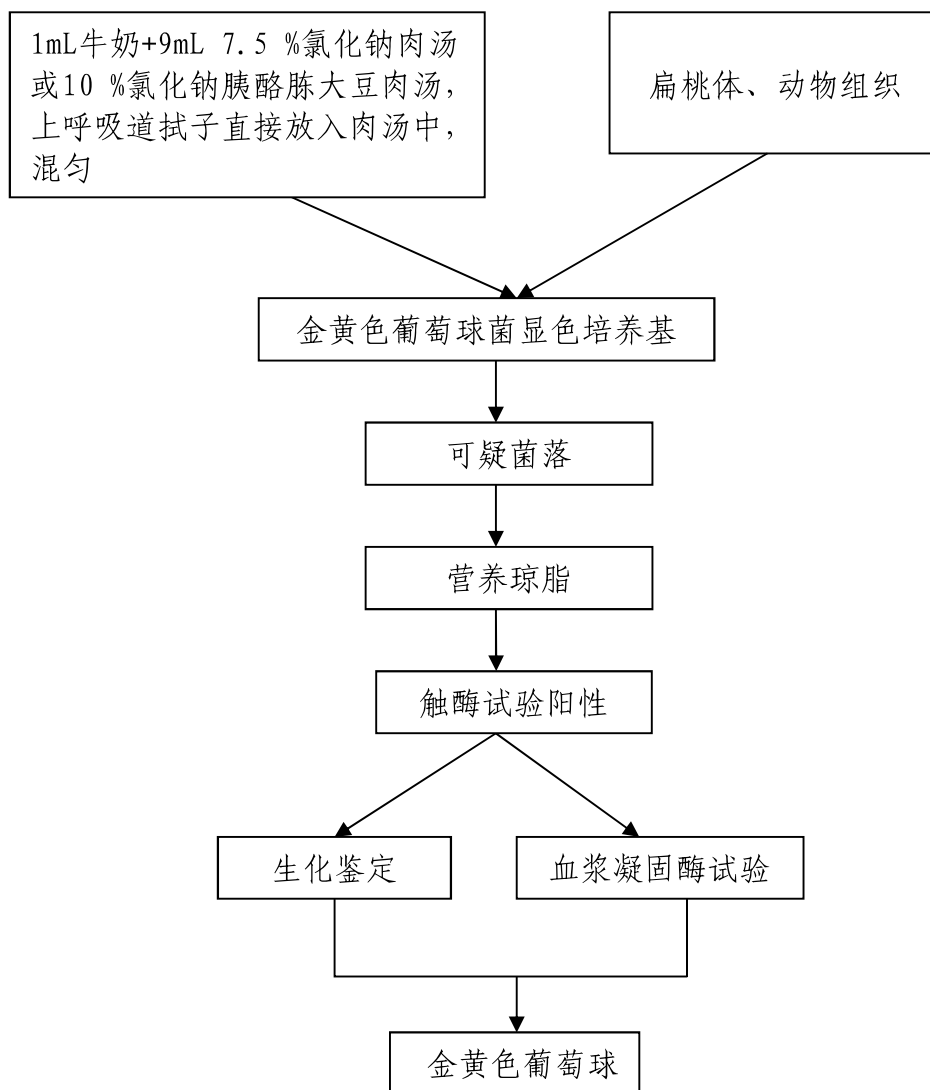 1mL牛奶+9mL 7.5 %氯化钠肉汤
或10 %氯化钠胰酪胨大豆肉汤,
上呼吸道拭子直接放入肉汤中,
混匀
扁桃体、动物组织
金黄色葡萄球菌显色培养基
可疑菌落
营养琼脂
触酶试验阳性
生化鉴定
血浆凝固酶试验
金黄色葡萄球